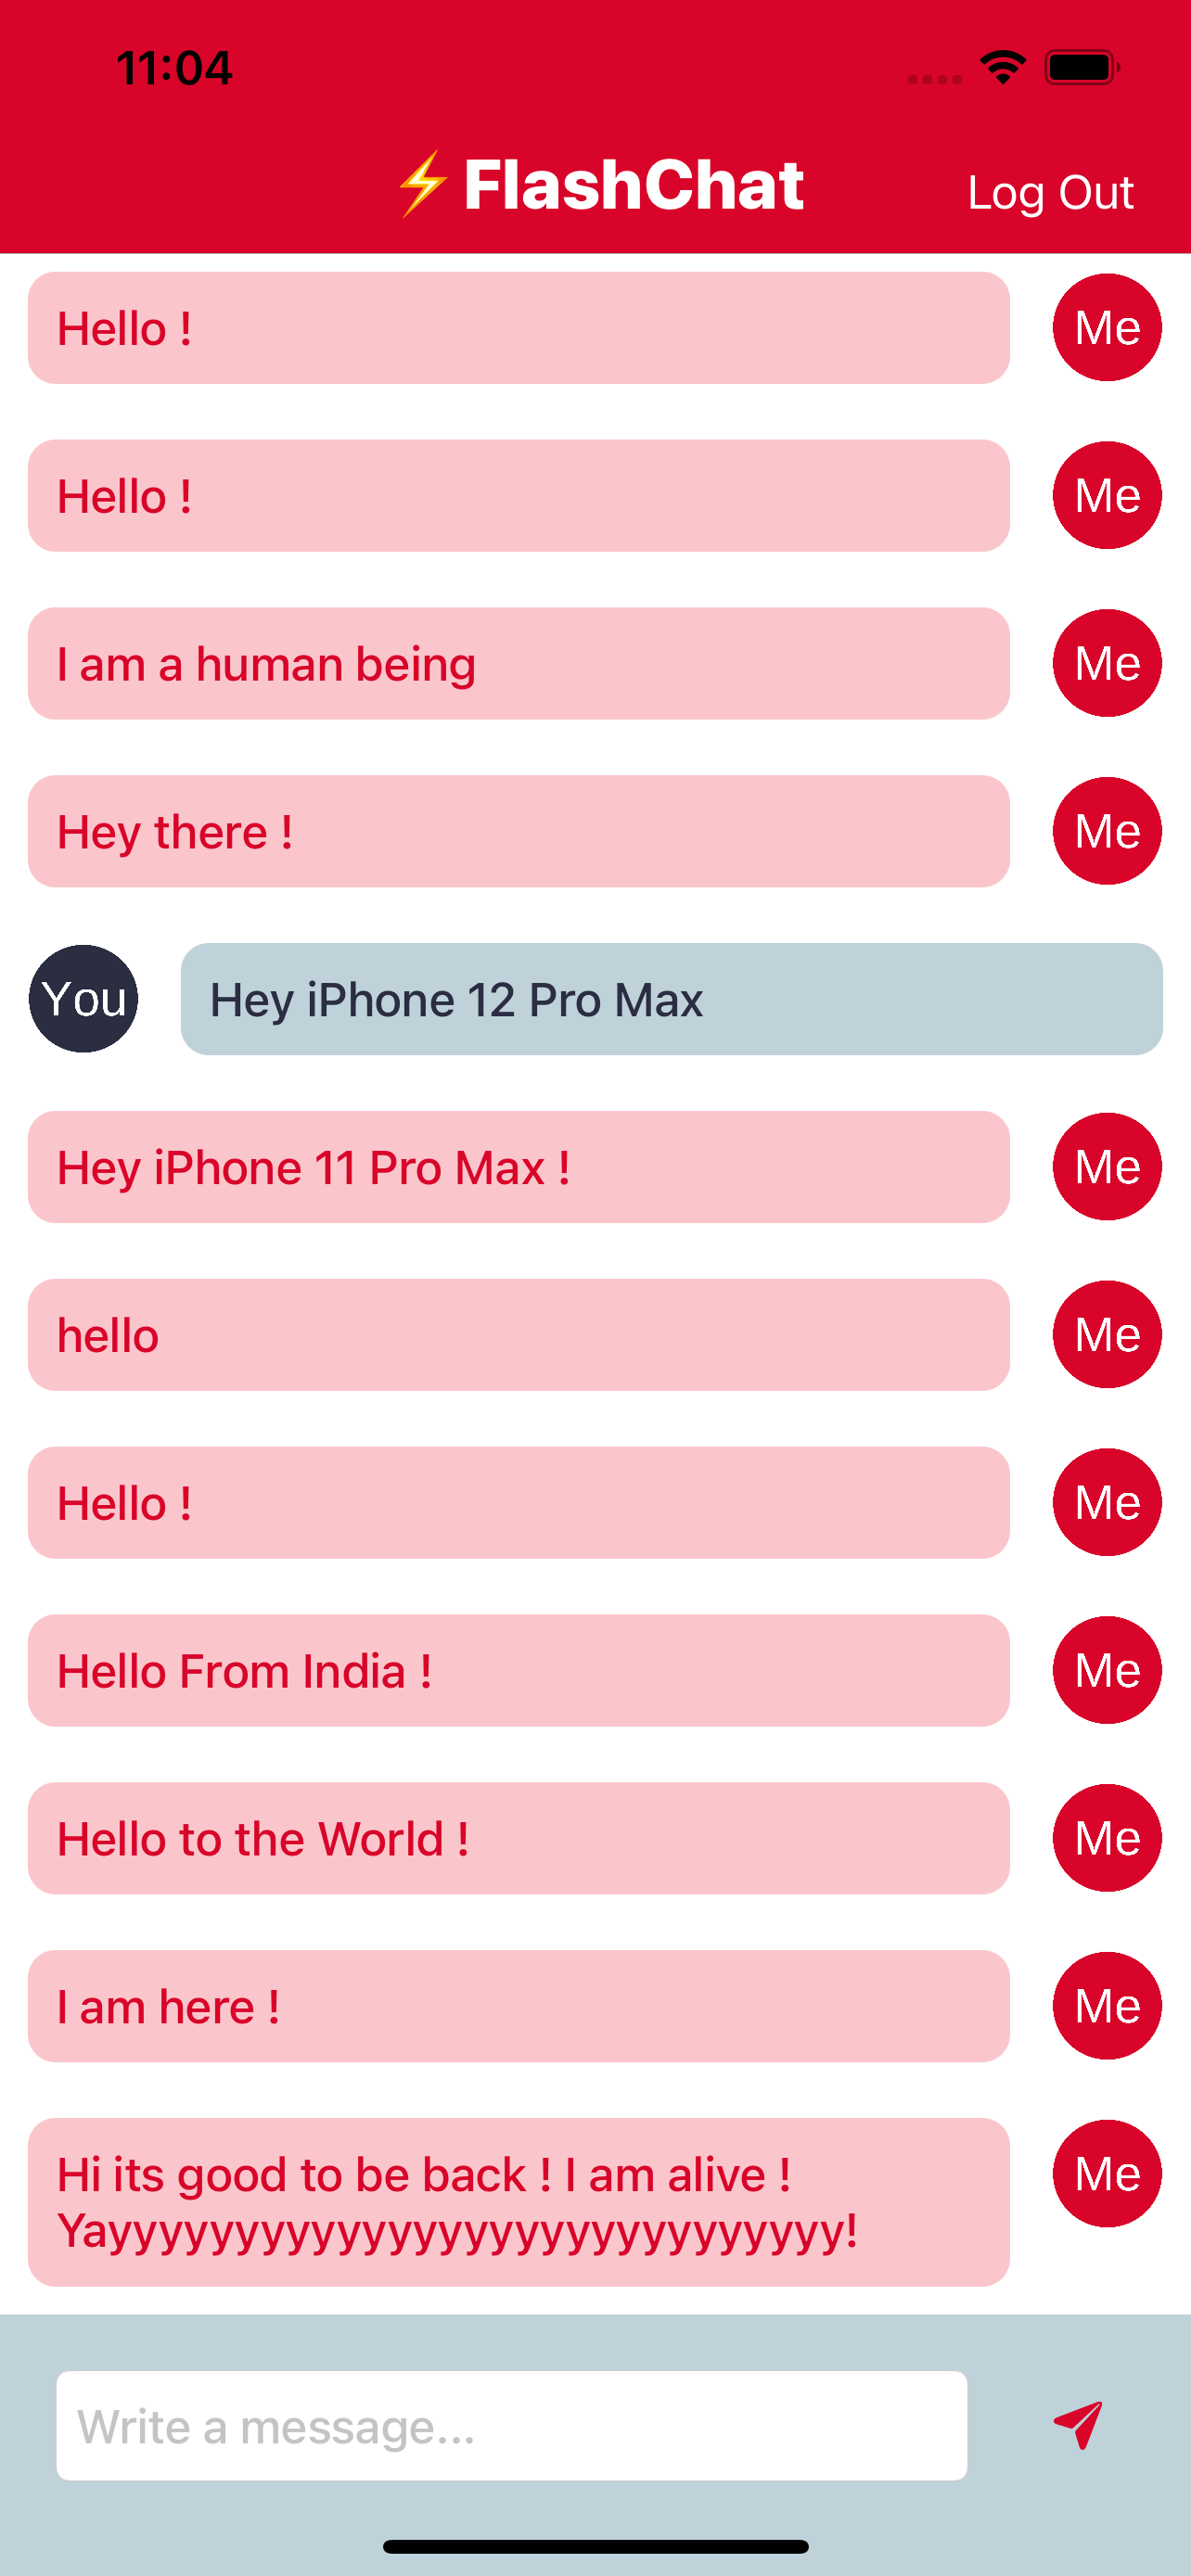 11:04
⚡FlashChat
Log Out
Hello !
Me
Hello !
Me
I am a human being
Me
Hey there !
Me
You
Hey iPhone 12 Pro Max
Hey iPhone 11 Pro Max !
Me
hello
Me
Hello !
Me
Hello From India !
Me
Hello to the World !
Me
I am here !
Me
Hi its good to be back ! I am alive !
Yayyyyyyyyyyyyyyyyyyyyyyyyyyyyy!
Me
Write a message...